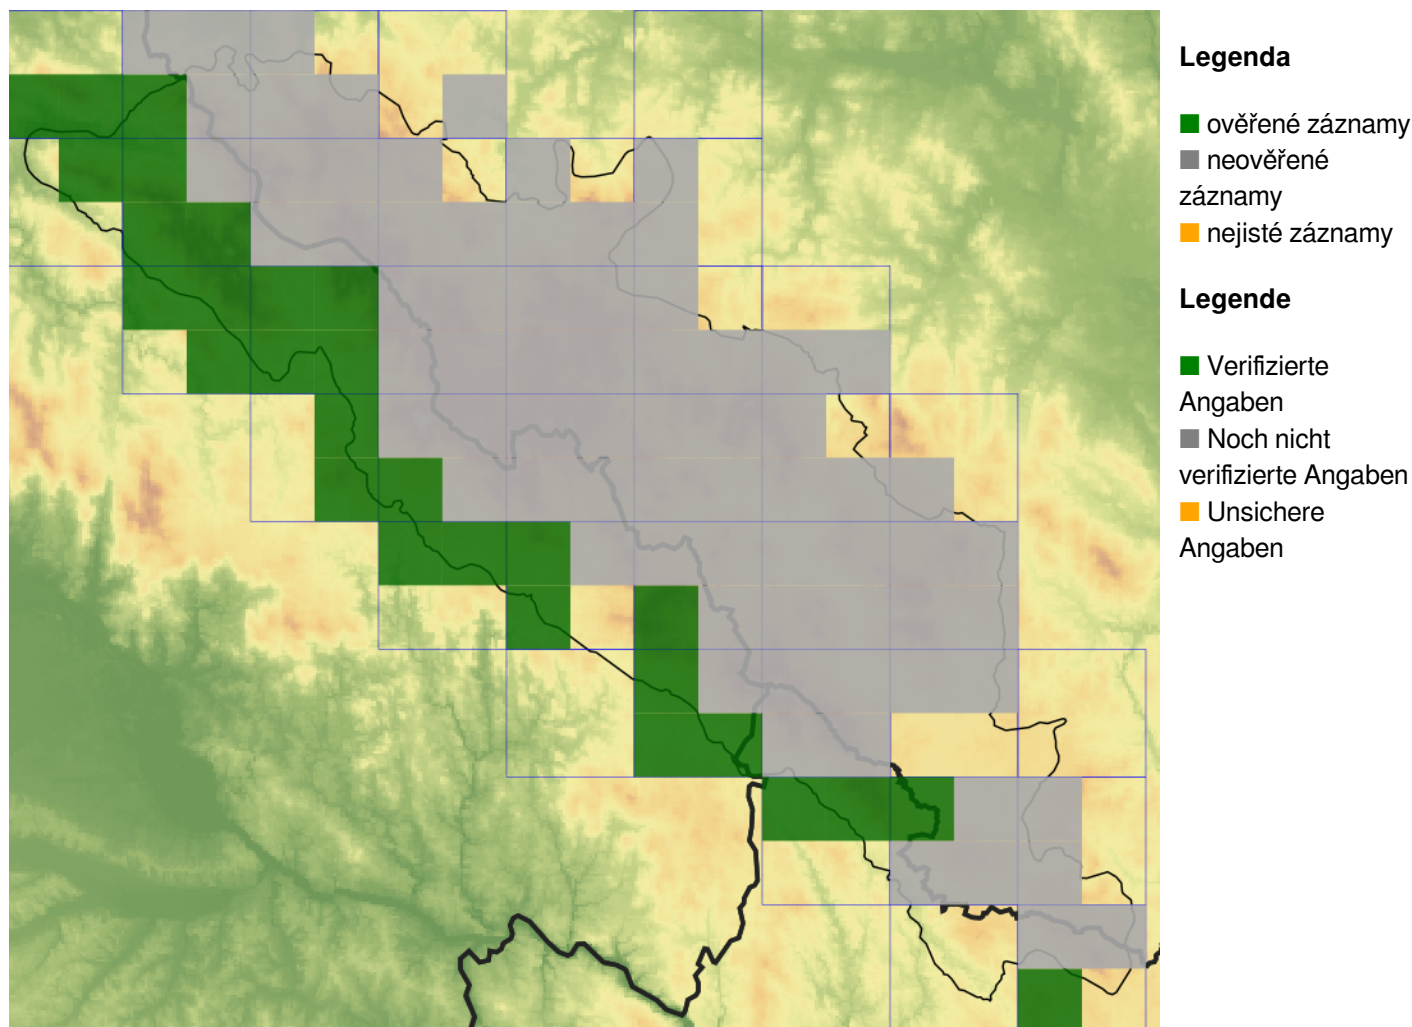 Legenda
ověřené záznamy
neověřené
záznamy
nejisté záznamy
Legende
Verifizierte
Angaben
Noch nicht
verifizierte Angaben
Unsichere
Angaben